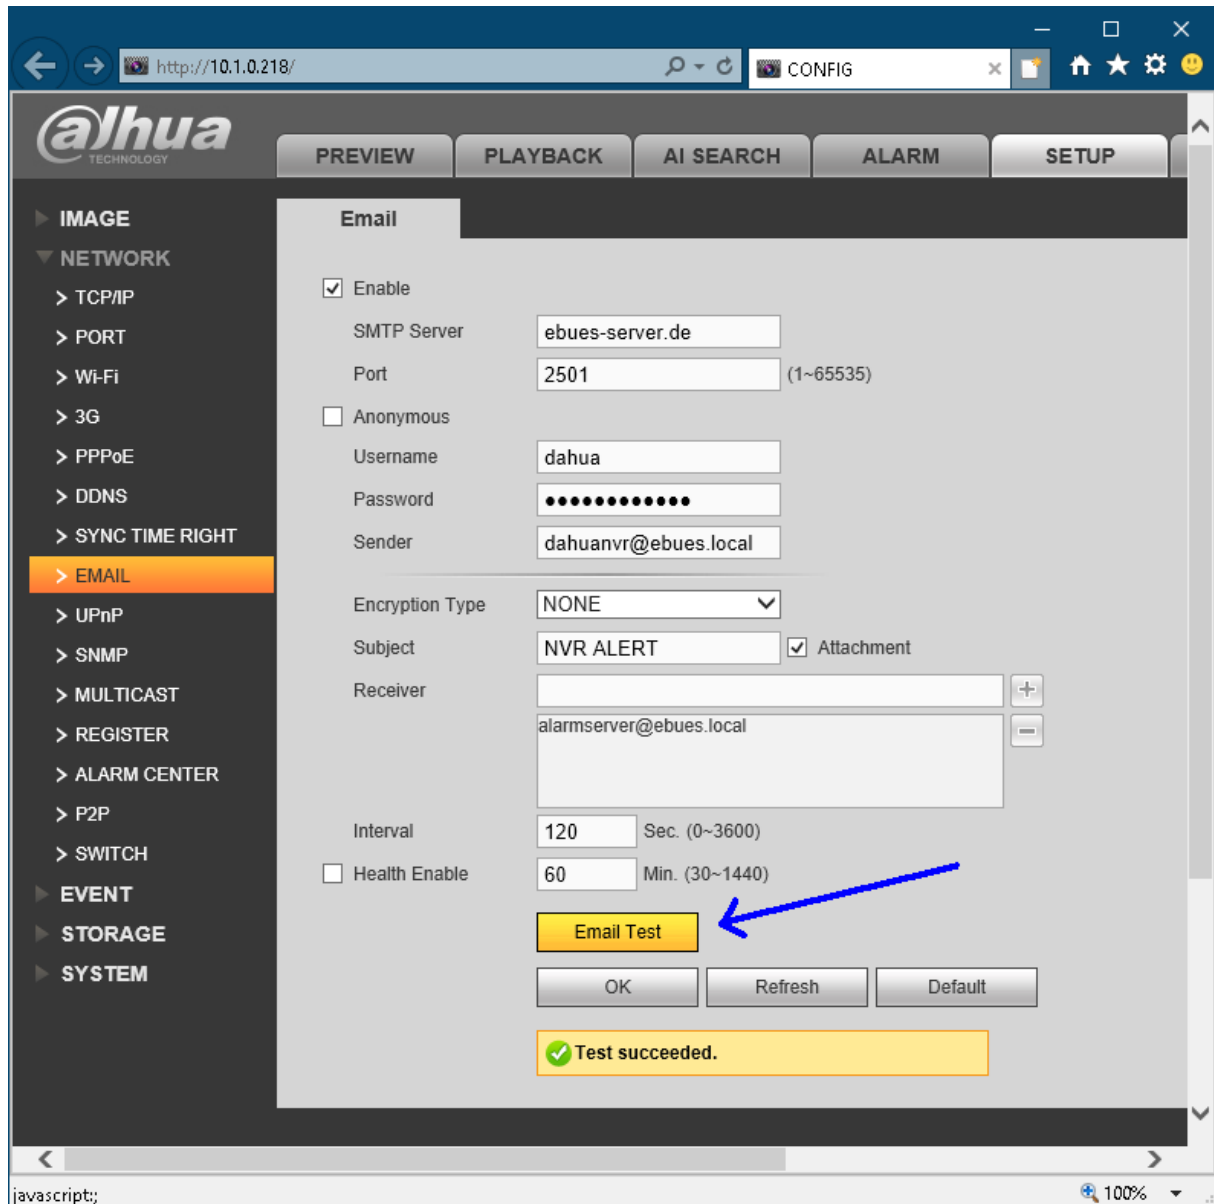 http://10.1.0.218/
CONFIG
alhua
TECHNOLOGY
PREVIEW PLAYBACK AI SEARCH ALARM SETUP
IMAGE
NETWORK
> TCP/IP
> PORT
> Wi-Fi
> 3G
> PPPoE
> DDNS
> SYNC TIME RIGHT
> EMAIL
> UPnP
> SNMP
> MULTICAST
> REGISTER
> ALARM CENTER
> P2P
> SWITCH
EVENT
STORAGE
SYSTEM
Email
Enable
SMTP Server ebues-server.de
Port 2501 (1~65535)
Anonymous
Username dahua
Password ●●●●●●●●●●●●
Sender dahuanvr@ebues.local
Encryption Type NONE
Subject NVR ALERT Attachment
Receiver
alarmserver@ebues.local
Interval 120 Sec. (0~3600)
Health Enable 60 Min. (30~1440)
Email Test
OK Refresh Default
Test succeeded.
javascript:; 100%